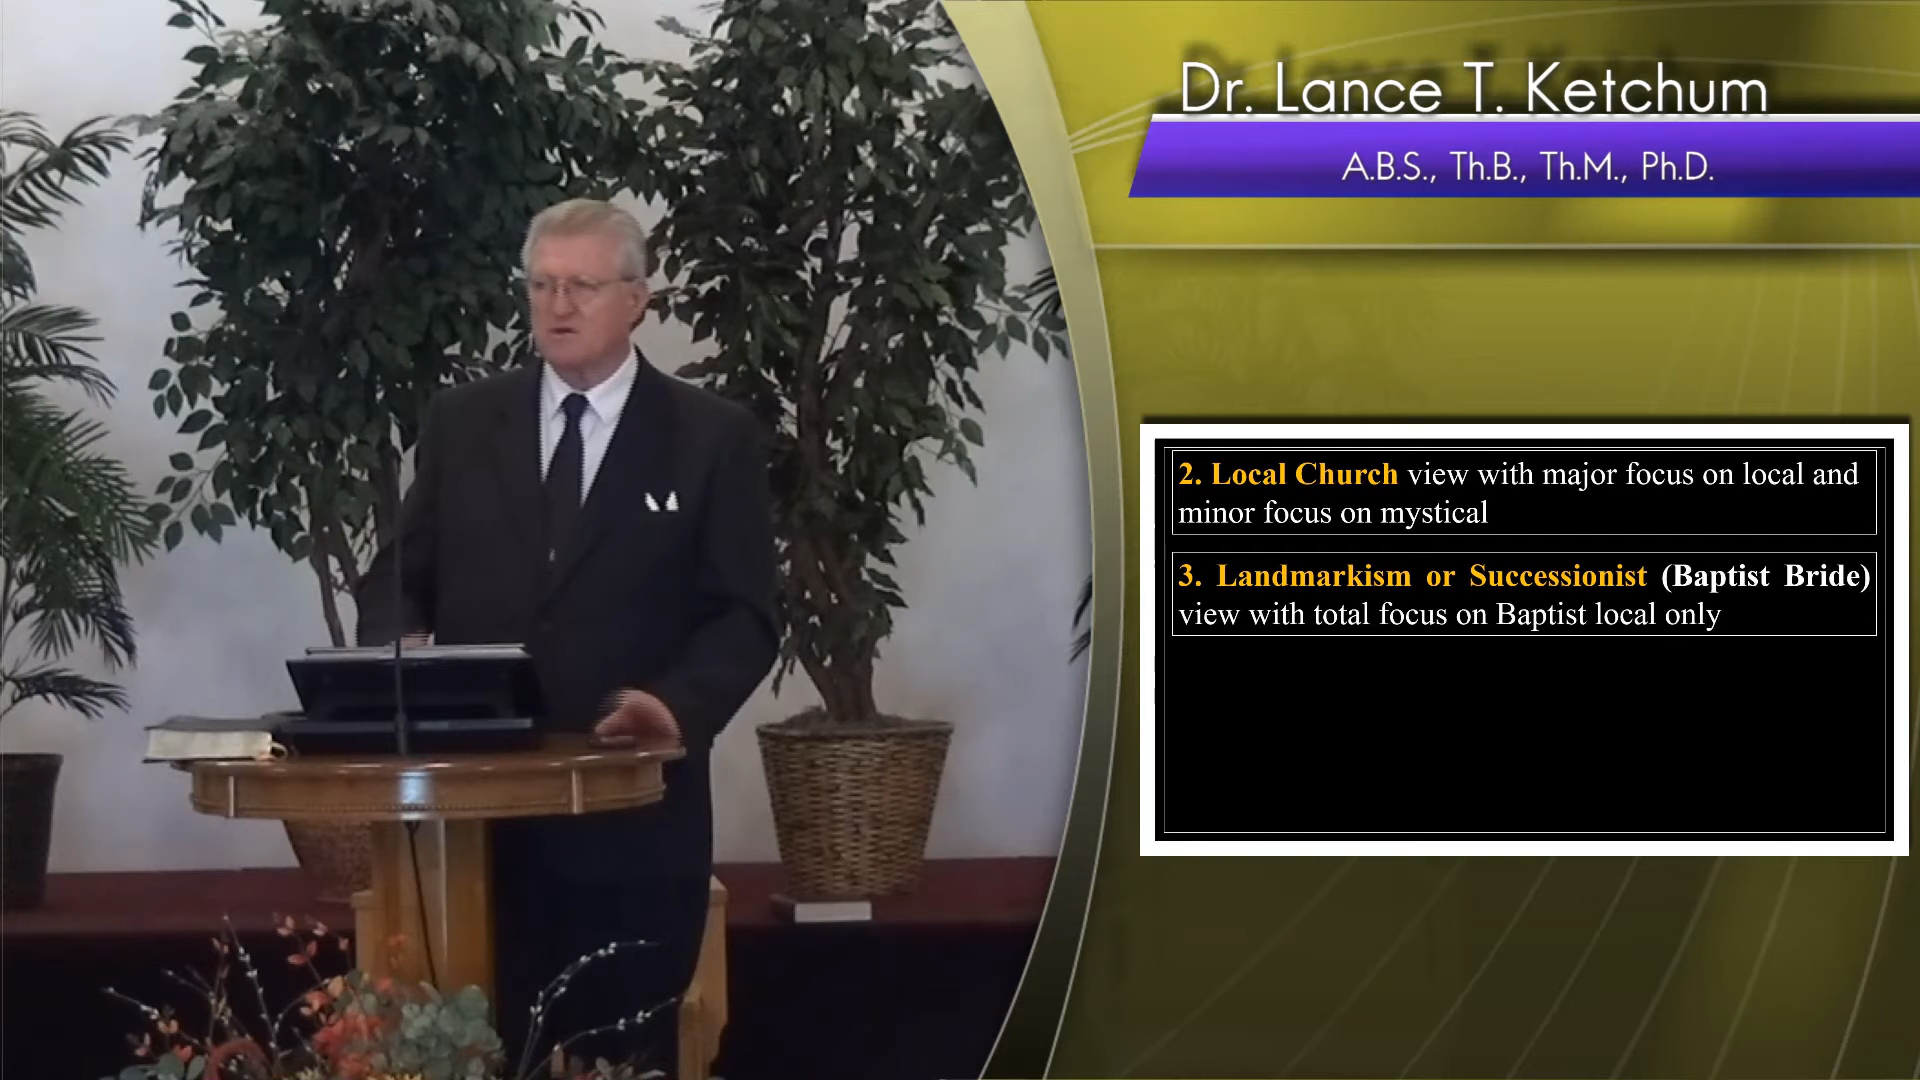 Dr. Lance T. Ketchum
A.B.S., Th.B., Th.M., Ph.D.
2. Local Church view with major focus on local and
minor focus on mystical
3. Landmarkism or Successionist (Baptist Bride)
view with total focus on Baptist local only